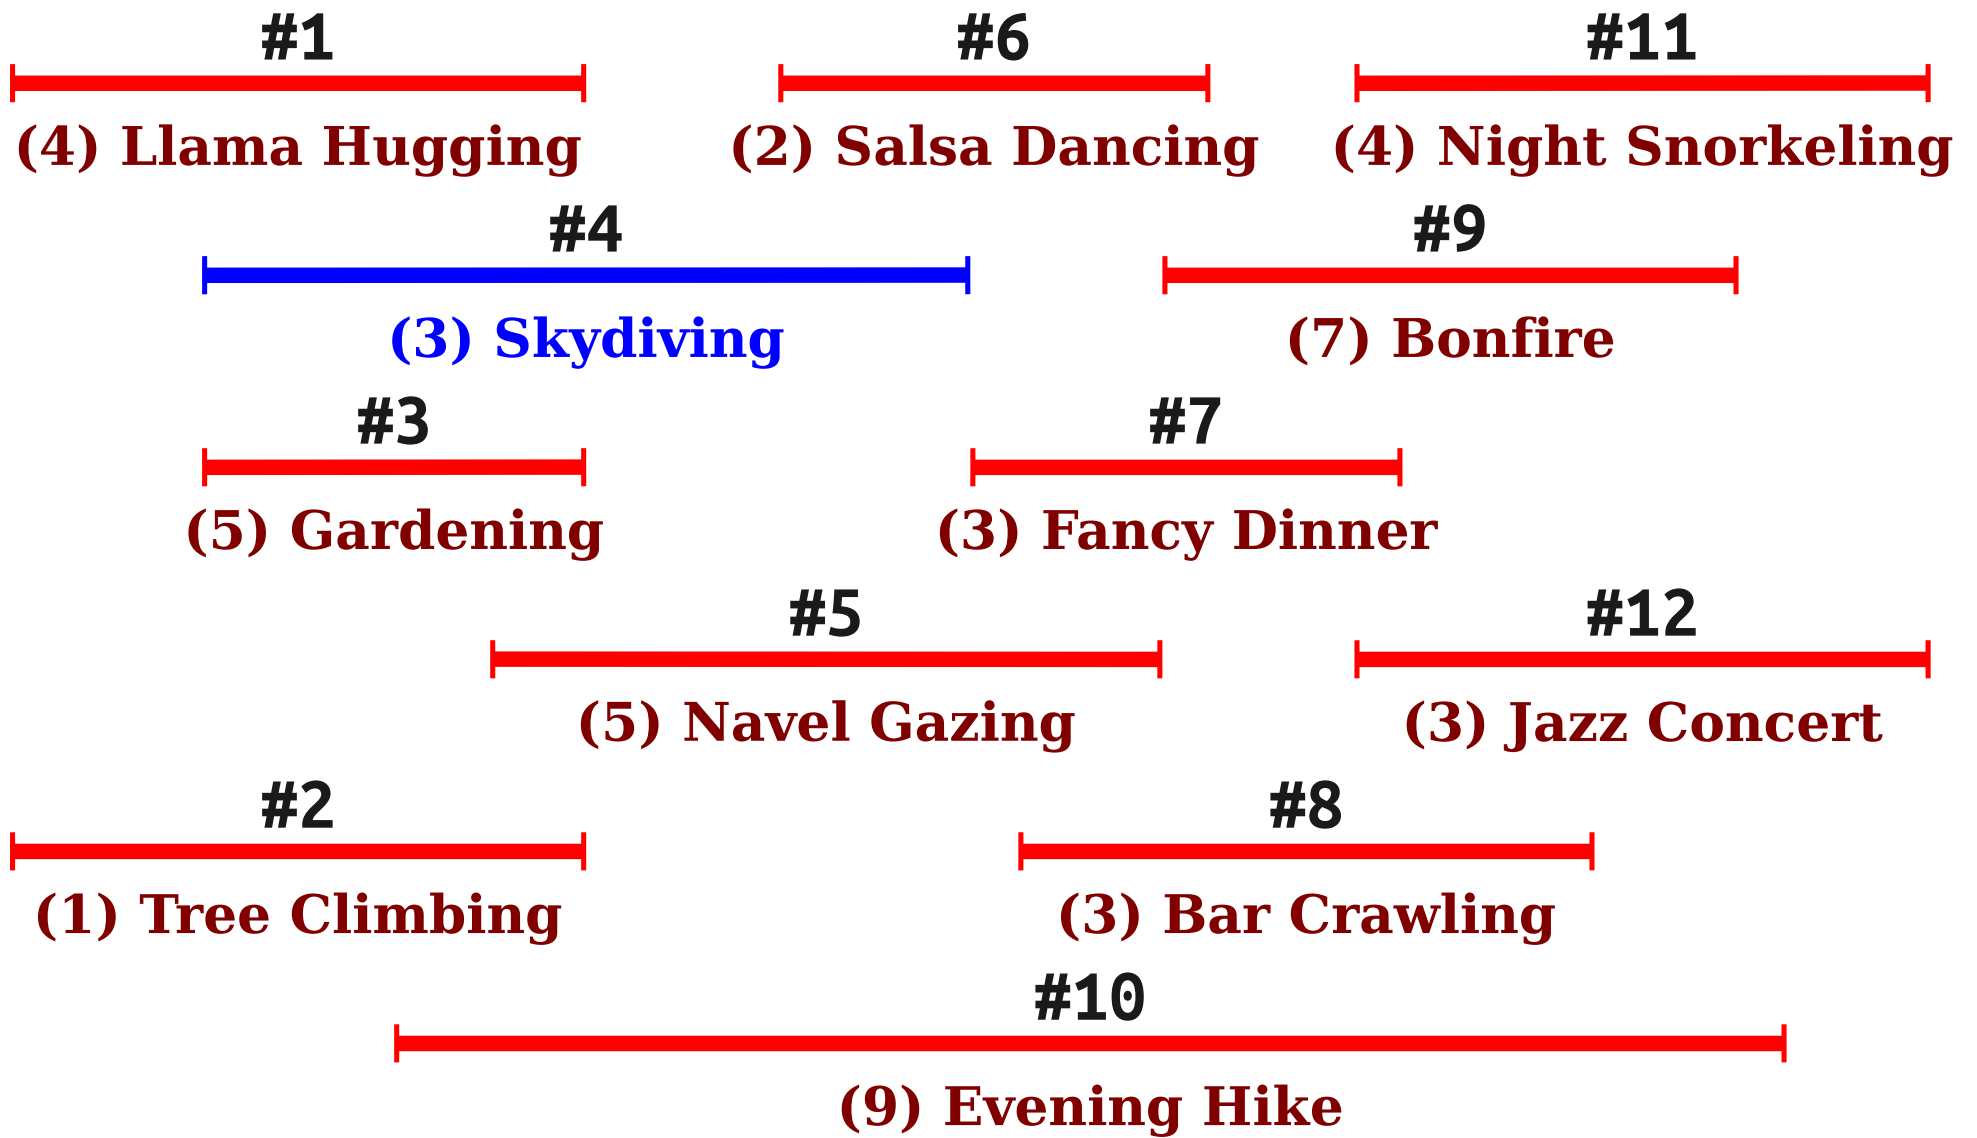 #1 #6 #11
(4) Llama Hugging (2) Salsa Dancing (4) Night Snorkeling
#4 #9
(3) Skydiving (7) Bonfire
#3 #7
(5) Gardening (3) Fancy Dinner
#5 #12
(5) Navel Gazing (3) Jazz Concert
#2 #8
(1) Tree Climbing (3) Bar Crawling
#10
(9) Evening Hike